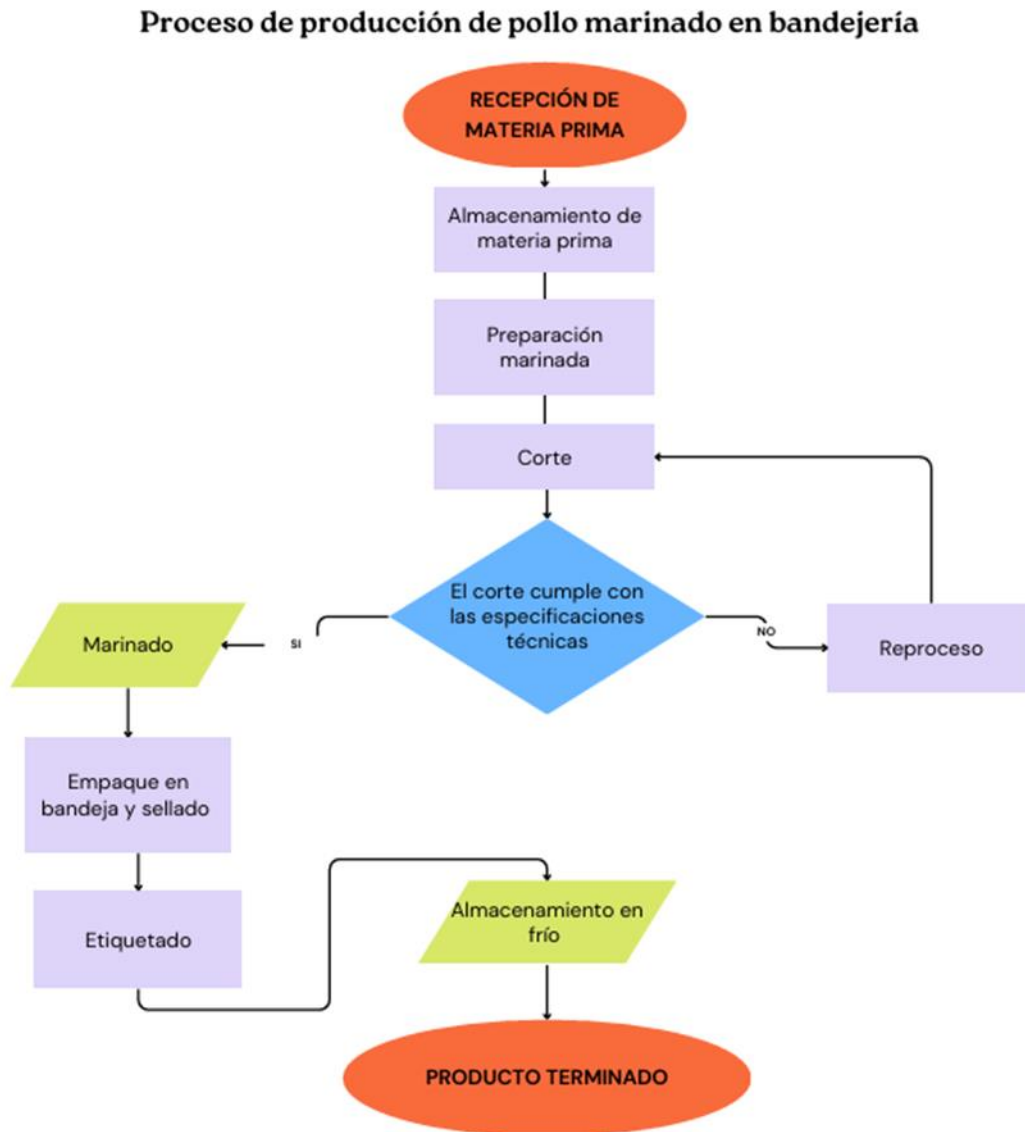 Proceso de producción de pollo marinado en bandejería
RECEPCIÓN DE
MATERIA PRIMA
Almacenamiento de
materia prima
Preparación
marinada
Corte
El corte cumple con
las especificaciones
técnicas
SI
NO
Marinado
Reproceso
Empaque en
bandeja y sellado
Etiquetado
Almacenamiento en
frío
PRODUCTO TERMINADO